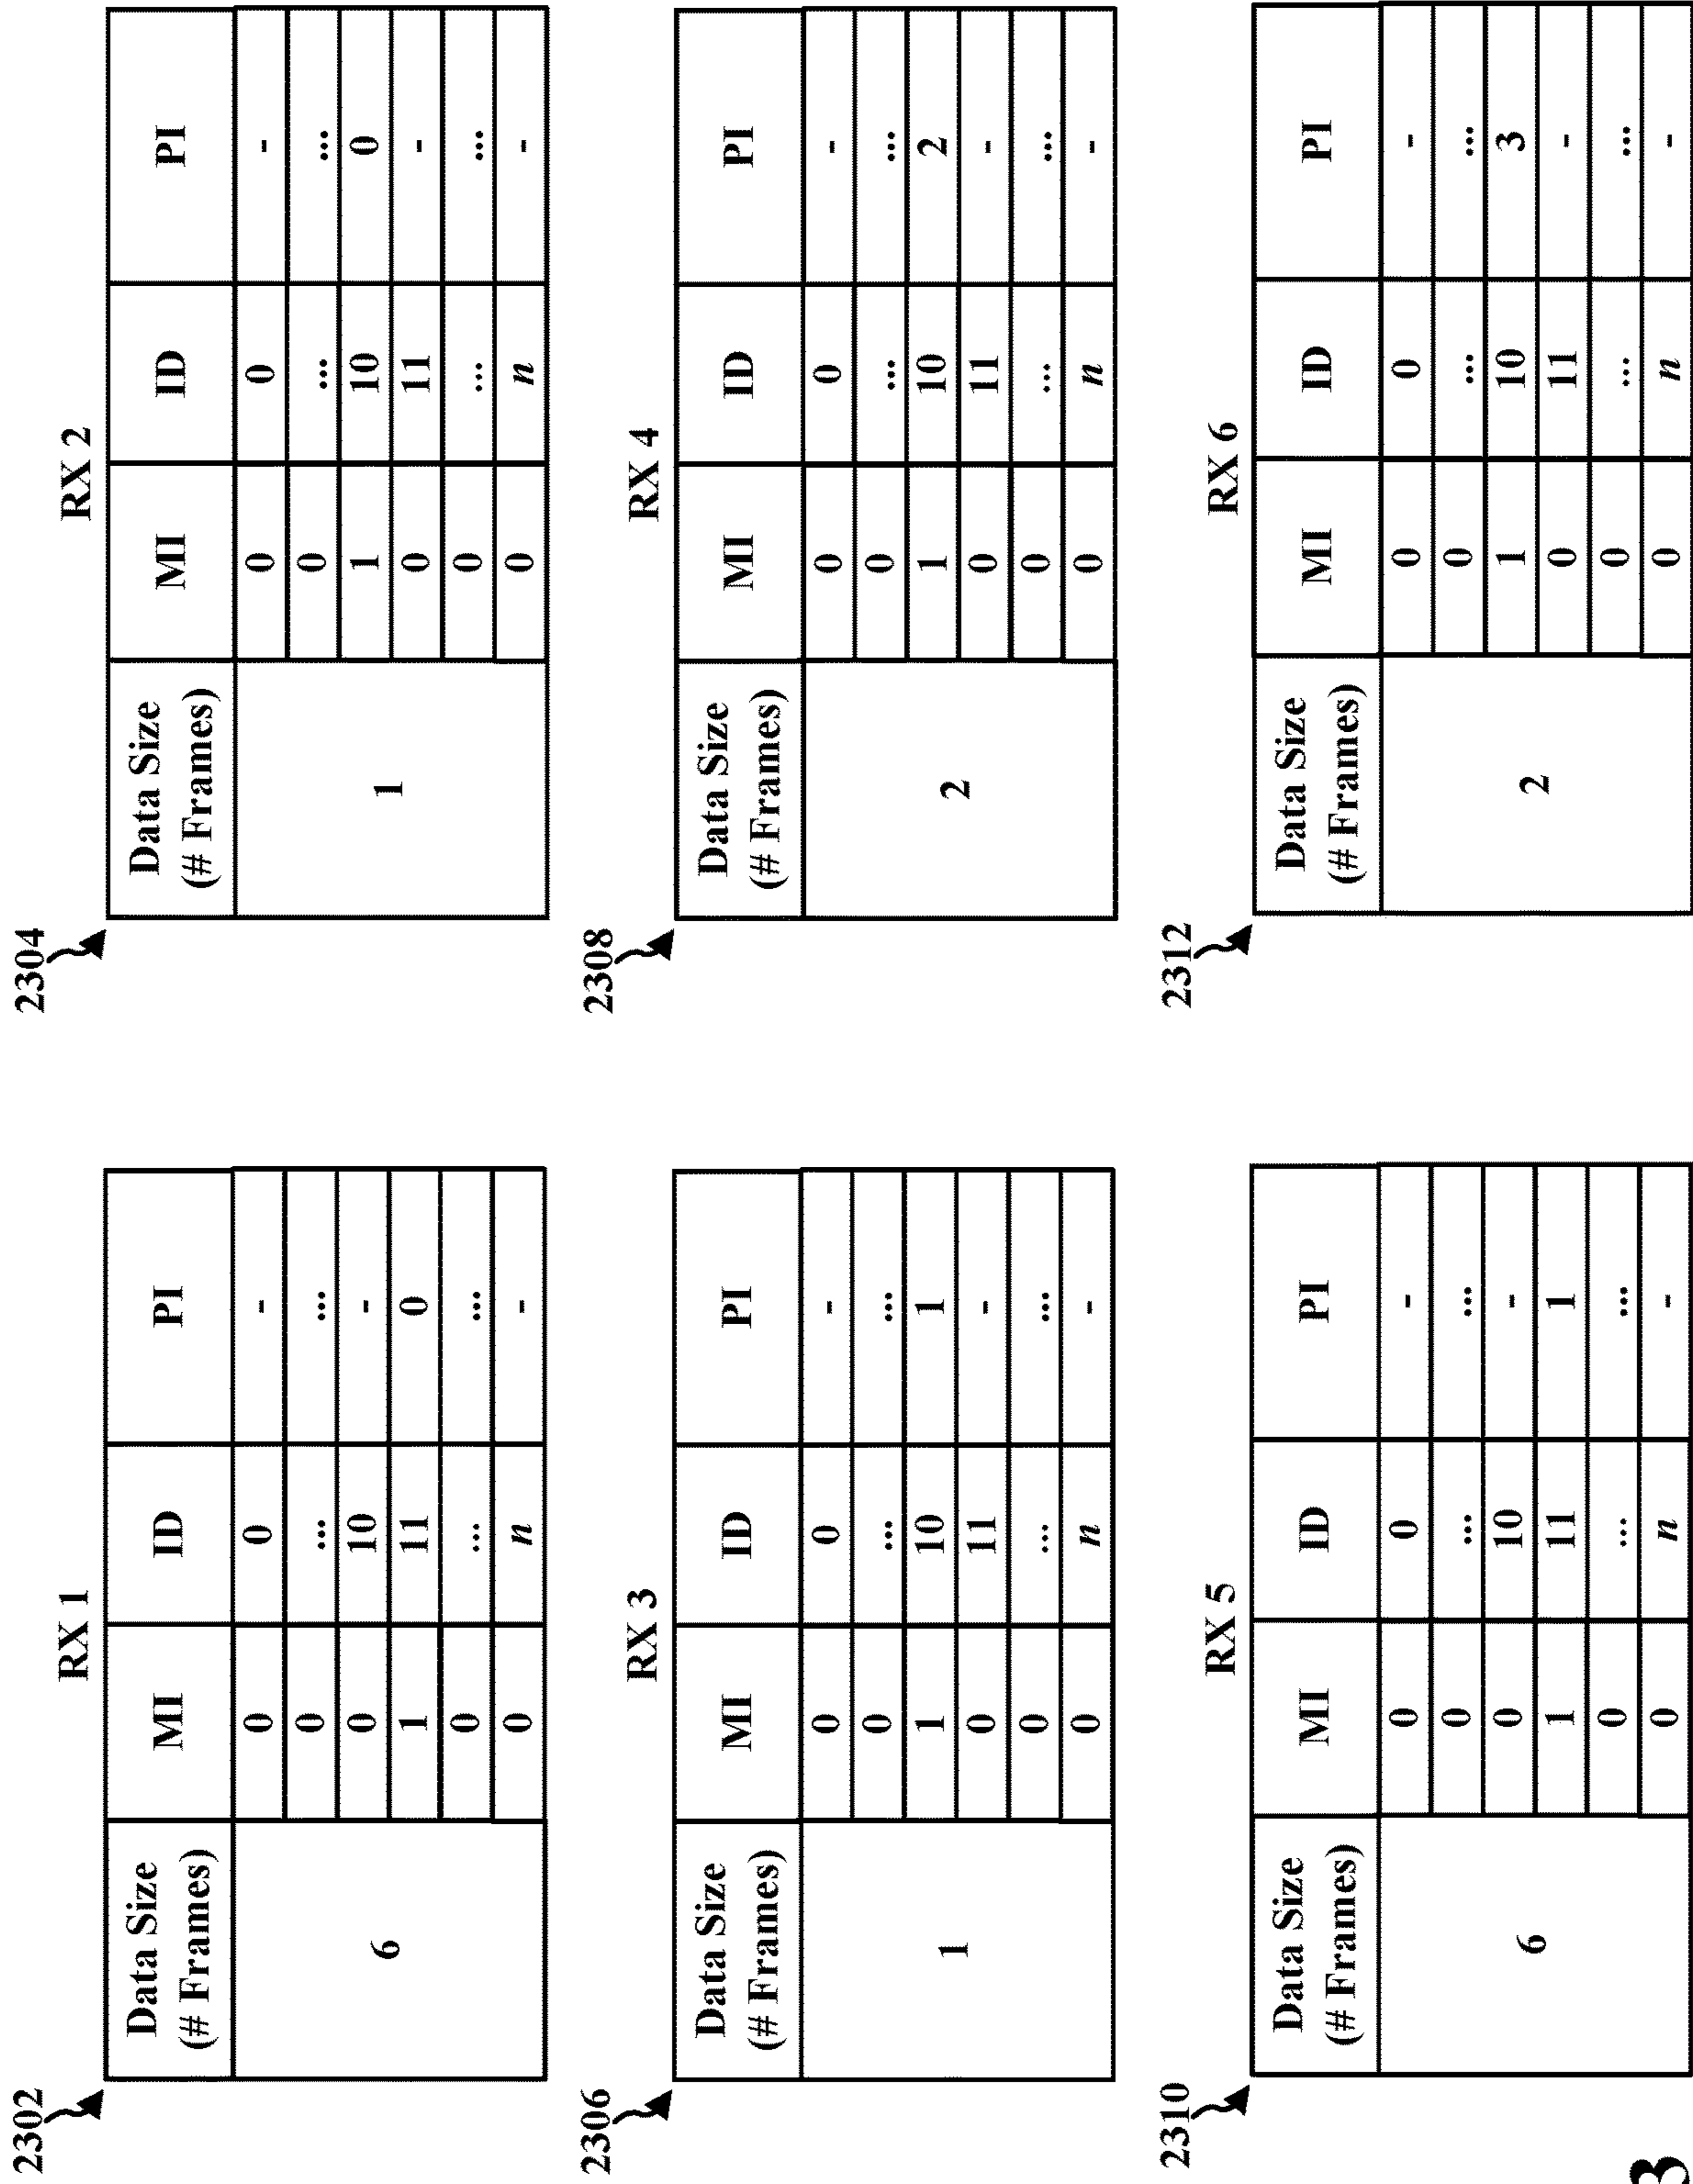 2302
RX 1
Data Size (# Frames) MI ID PI
6
0 0 -
0 ... ...
0 10 -
1 11 0
0 ... ...
0 n -
2304
RX 2
Data Size (# Frames) MI ID PI
1
0 0 -
0 ... ...
1 10 0
0 11 -
0 ... ...
0 n -
2306
RX 3
Data Size (# Frames) MI ID PI
1
0 0 -
0 ... ...
1 10 1
0 11 -
0 ... ...
0 n -
2308
RX 4
Data Size (# Frames) MI ID PI
2
0 0 -
0 ... ...
1 10 2
0 11 -
0 ... ...
0 n -
2310
RX 5
Data Size (# Frames) MI ID PI
6
0 0 -
0 ... ...
0 10 -
1 11 1
0 ... ...
0 n -
2312
RX 6
Data Size (# Frames) MI ID PI
2
0 0 -
0 ... ...
1 10 3
0 11 -
0 ... ...
0 n -